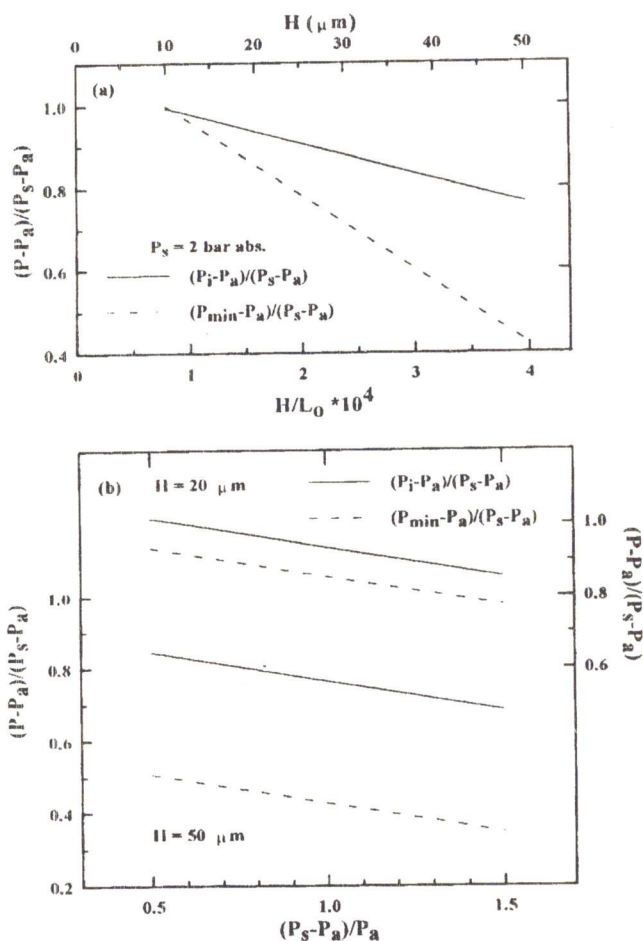 H (μm)
0 10 20 30 40 50
(a)
1.0
0.8
0.6
0.4
(P-Pa)/(Ps-Pa)
Ps = 2 bar abs.
(Pi-Pa)/(Ps-Pa)
(Pmin-Pa)/(Ps-Pa)
0 1 2 3 4
H/Lo *10^4
(b)
H = 20 μm
(Pi-Pa)/(Ps-Pa)
(Pmin-Pa)/(Ps-Pa)
1.0
0.8
0.6
0.4
0.2
(P-Pa)/(Ps-Pa)
1.0
0.8
0.6
(P-Pa)/(Ps-Pa)
H = 50 μm
0.5 1.0 1.5
(Ps-Pa)/Pa